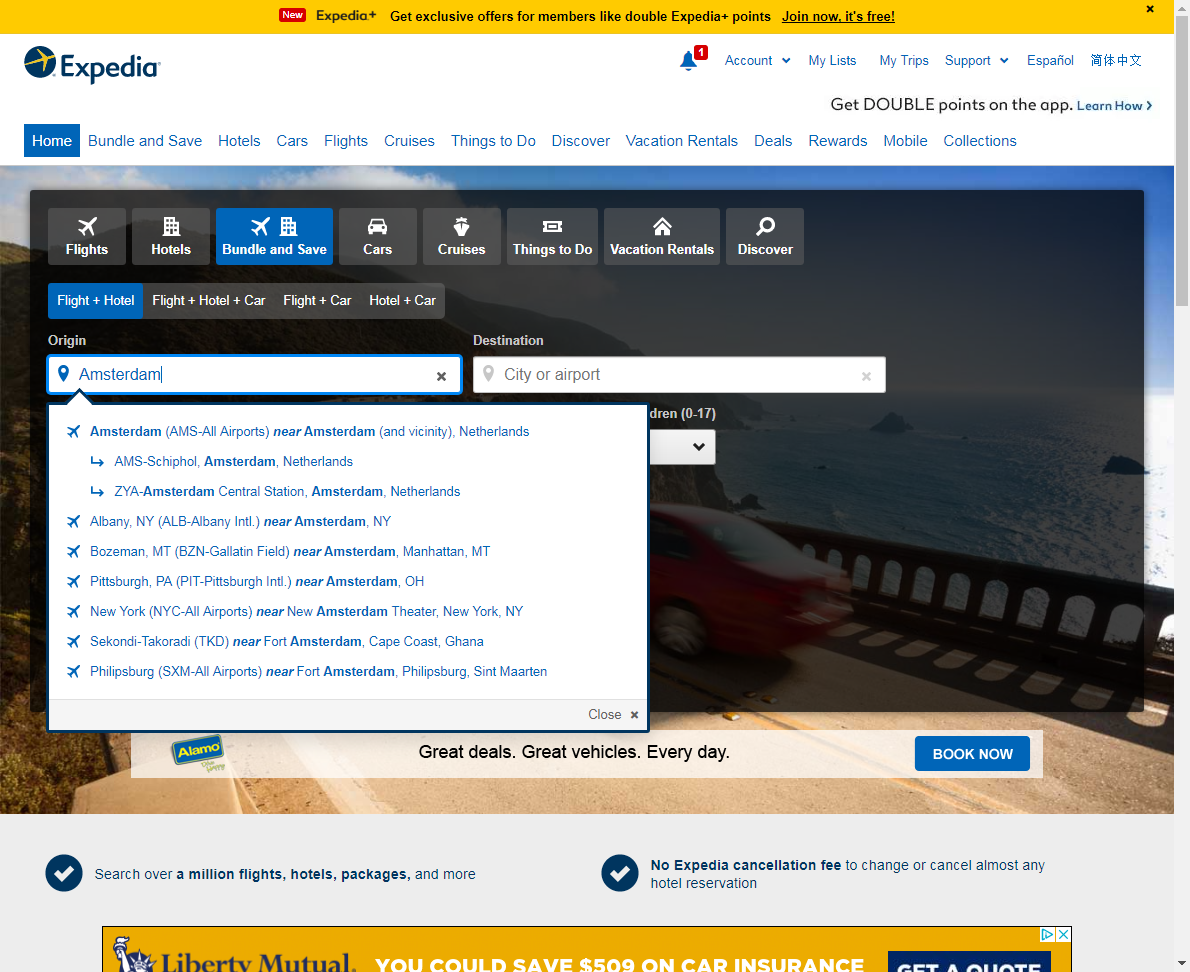 New Expedia+ Get exclusive offers for members like double Expedia+ points Join now, it's free!
Expedia
1 Account My Lists My Trips Support Español 简体中文
Get DOUBLE points on the app. Learn How
Home Bundle and Save Hotels Cars Flights Cruises Things to Do Discover Vacation Rentals Deals Rewards Mobile Collections
Flights Hotels Bundle and Save Cars Cruises Things to Do Vacation Rentals Discover
Flight + Hotel Flight + Hotel + Car Flight + Car Hotel + Car
Origin Destination
Amsterdam City or airport
dren (0-17)
Amsterdam (AMS-All Airports) near Amsterdam (and vicinity), Netherlands
AMS-Schiphol, Amsterdam, Netherlands
ZYA-Amsterdam Central Station, Amsterdam, Netherlands
Albany, NY (ALB-Albany Intl.) near Amsterdam, NY
Bozeman, MT (BZN-Gallatin Field) near Amsterdam, Manhattan, MT
Pittsburgh, PA (PIT-Pittsburgh Intl.) near Amsterdam, OH
New York (NYC-All Airports) near New Amsterdam Theater, New York, NY
Sekondi-Takoradi (TKD) near Fort Amsterdam, Cape Coast, Ghana
Philipsburg (SXM-All Airports) near Fort Amsterdam, Philipsburg, Sint Maarten
Close
Alamo Great deals. Great vehicles. Every day. BOOK NOW
Search over a million flights, hotels, packages, and more
No Expedia cancellation fee to change or cancel almost any
hotel reservation
Liberty Mutual. YOU COULD SAVE $509 ON CAR INSURANCE GET A QUOTE